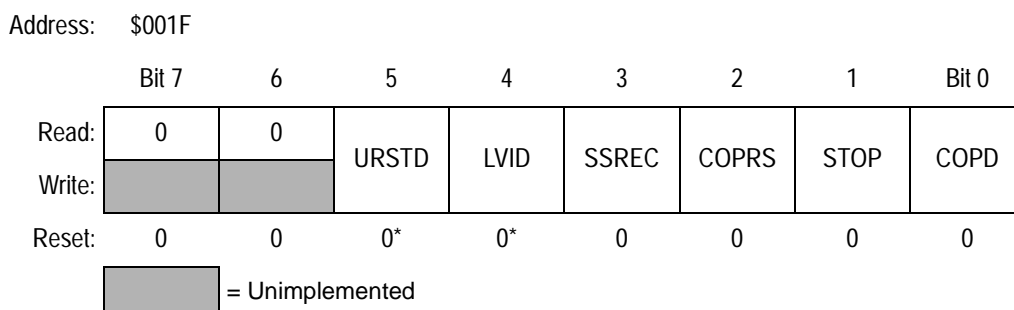 Address: $001F
Bit 7 6 5 4 3 2 1 Bit 0
Read: 0 0 URSTD LVID SSREC COPRS STOP COPD
Write:
Reset: 0 0 0* 0* 0 0 0 0
= Unimplemented